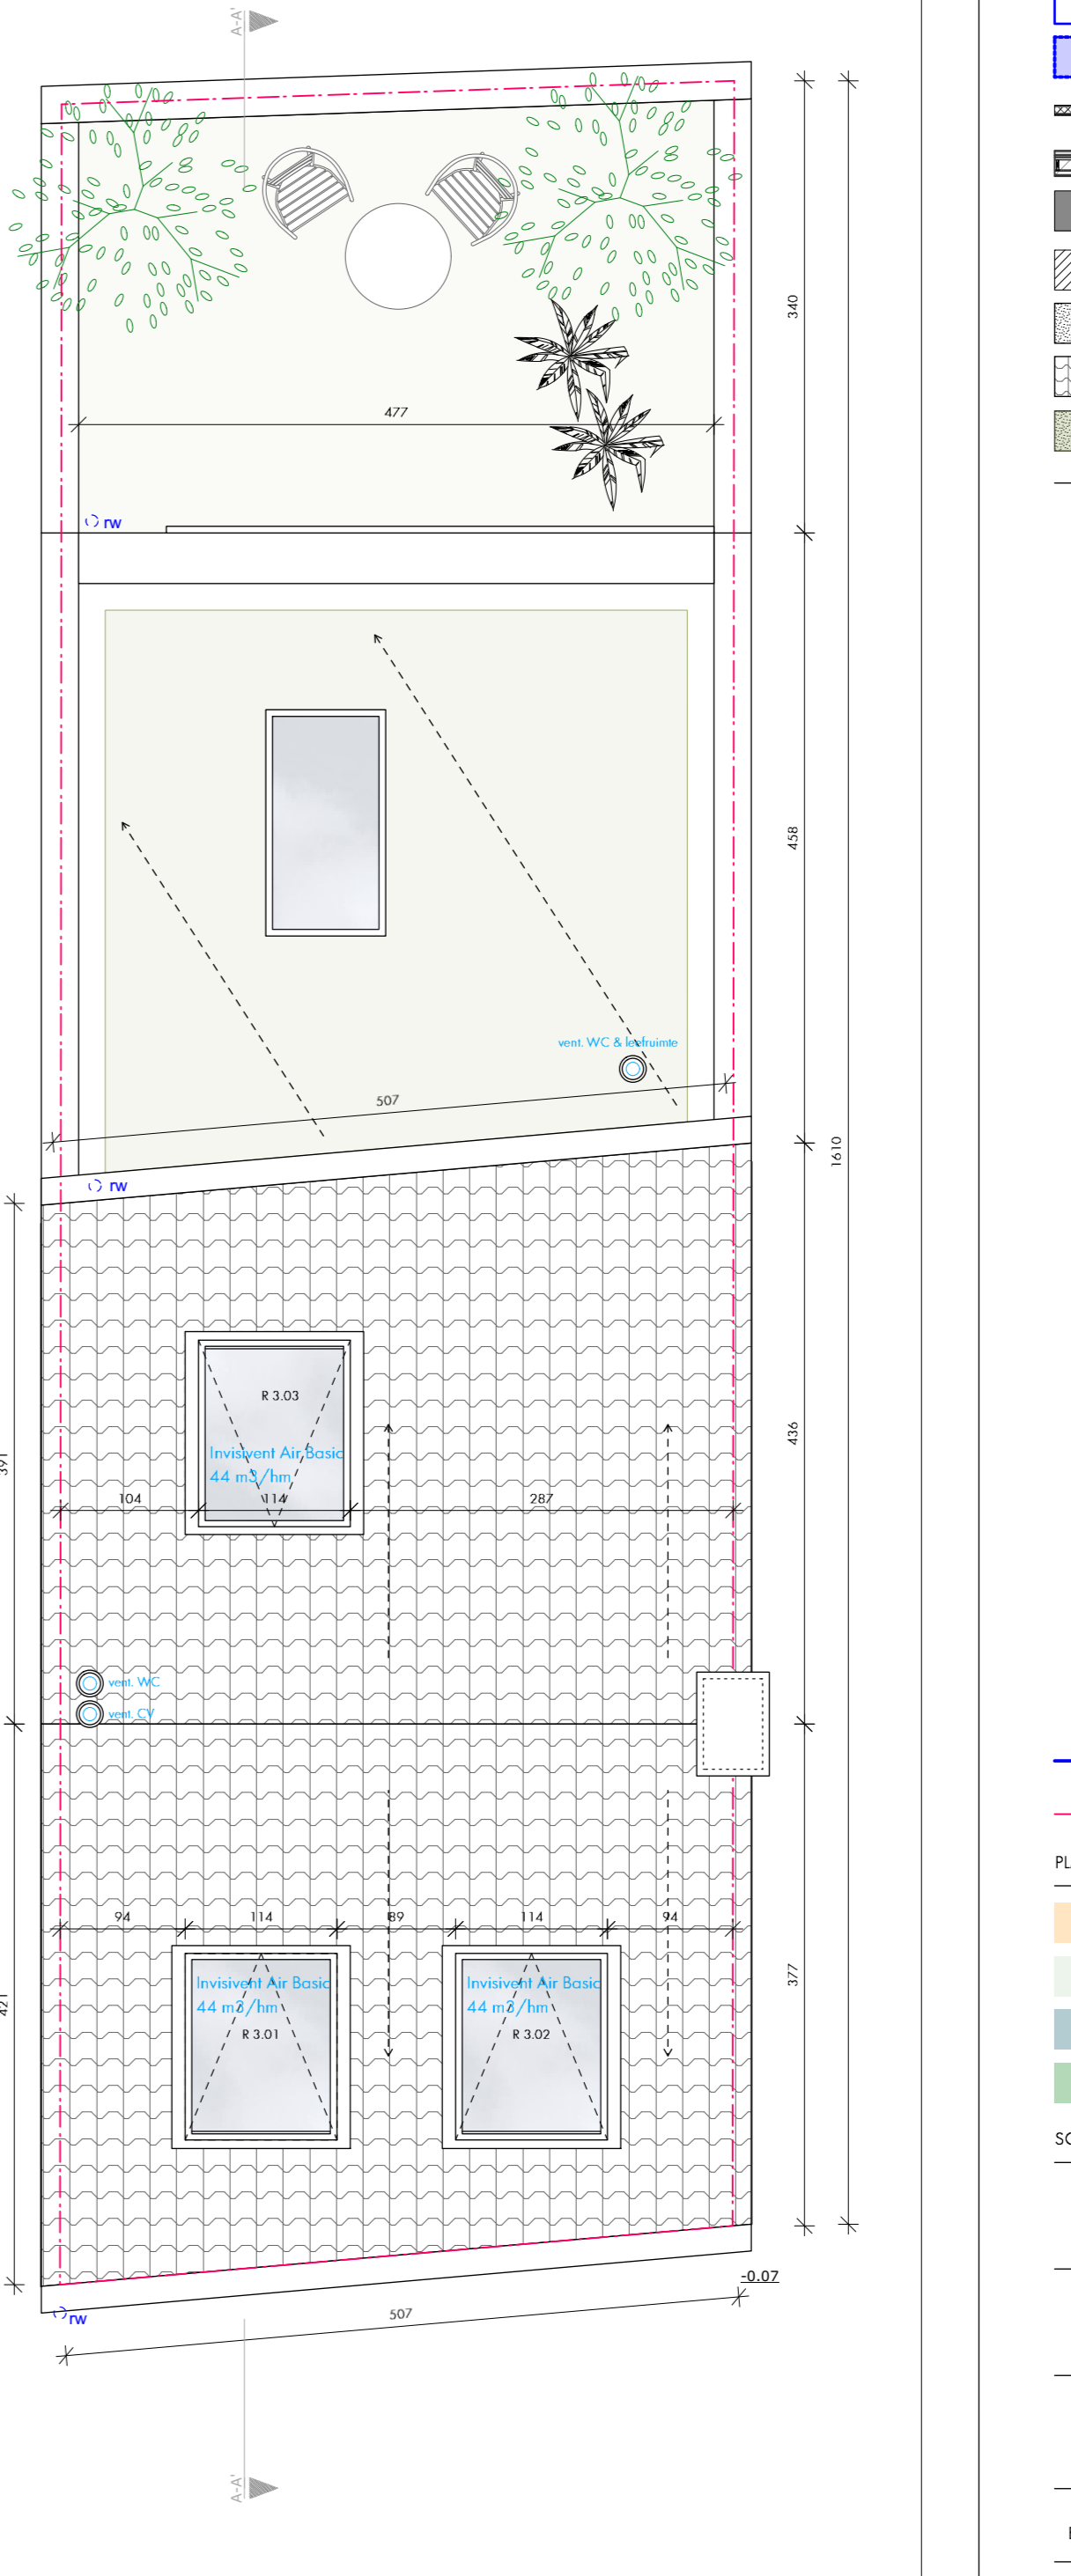 A-A'
340
477
rw
458
vent. WC & leefruimte
507
1610
rw
R 3.03
436
391
Invisivent Air Basic
44 m3/hm
104
114
287
vent. WC
vent. CV
94
114
89
114
94
Invisivent Air Basic
44 m3/hm
R 3.01
Invisivent Air Basic
44 m3/hm
R 3.02
377
421
-0.07
rw
507
A-A'